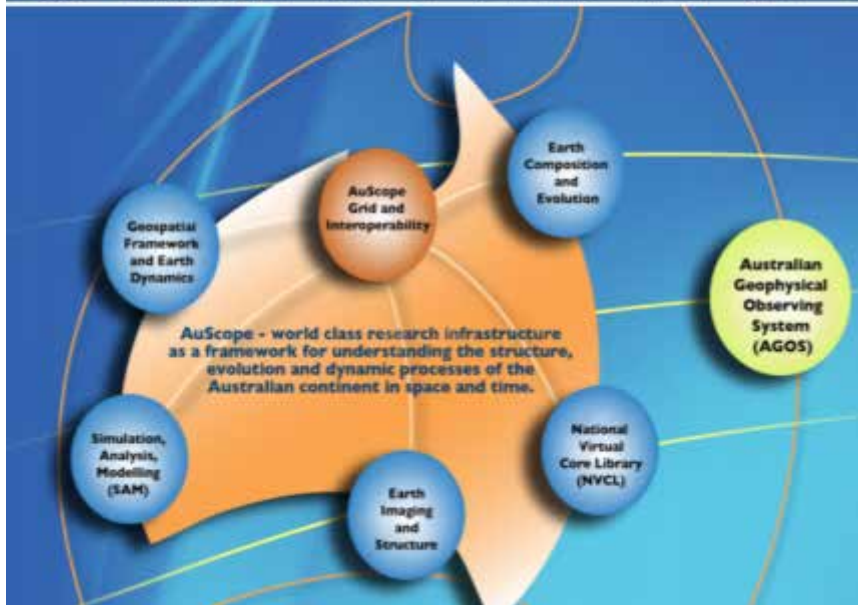 Earth
Composition
and
Evolution
AuScope
Grid and
Interoperability
Geospatial
Framework
and Earth
Dynamics
Australian
Geophysical
Observing
System
(AGOS)
AuScope - world class research infrastructure
as a framework for understanding the structure,
evolution and dynamic processes of the
Australian continent in space and time.
Simulation,
Analysis,
Modelling
(SAM)
National
Virtual
Core Library
(NVCL)
Earth
Imaging
and
Structure